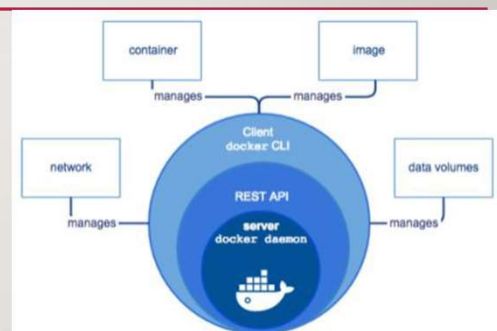 container
image
manages
manages
Client
docker CLI
network
data volumes
REST API
manages
manages
server
docker daemon